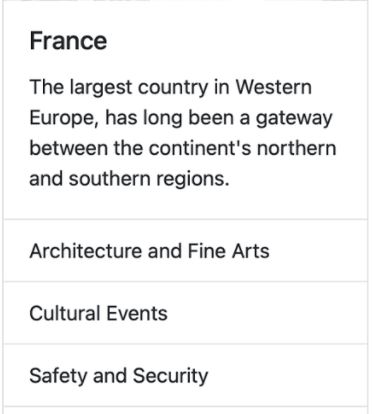 France
The largest country in Western
Europe, has long been a gateway
between the continent's northern
and southern regions.
Architecture and Fine Arts
Cultural Events
Safety and Security